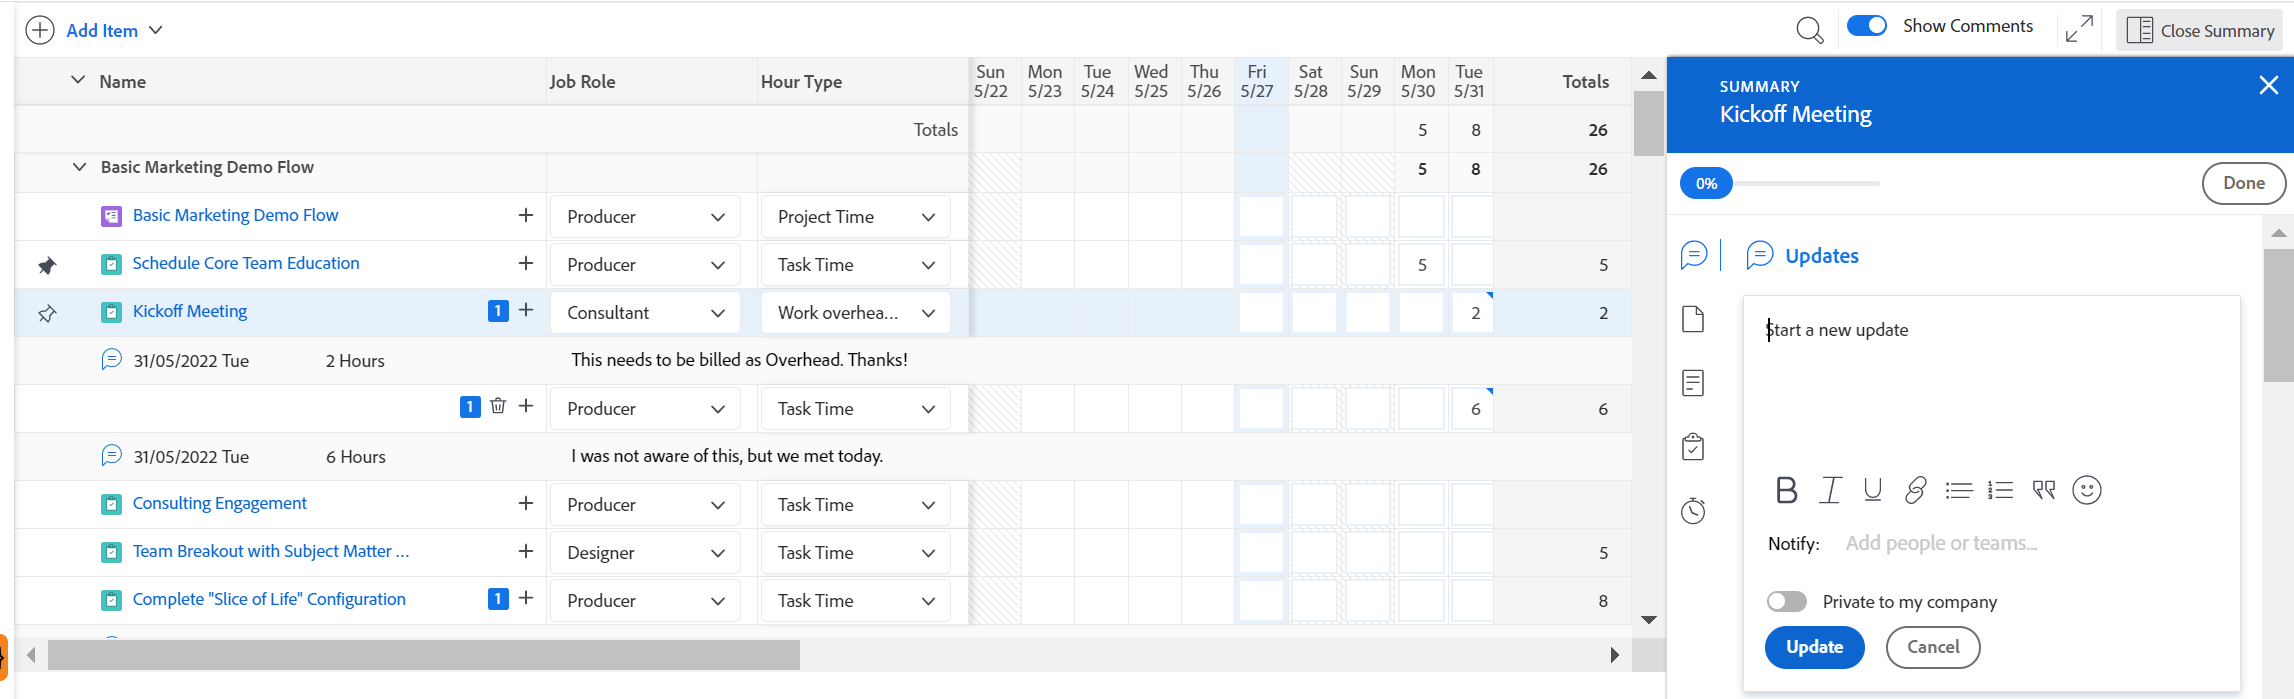 Add Item
Show Comments
Close Summary
Name Job Role Hour Type Sun 5/22 Mon 5/23 Tue 5/24 Wed 5/25 Thu 5/26 Fri 5/27 Sat 5/28 Sun 5/29 Mon 5/30 Tue 5/31 Totals
Totals 5 8 26
Basic Marketing Demo Flow 5 8 26
Basic Marketing Demo Flow Producer Project Time
Schedule Core Team Education Producer Task Time 5 5
Kickoff Meeting 1 Consultant Work overhea... 2 2
31/05/2022 Tue 2 Hours This needs to be billed as Overhead. Thanks!
1 Producer Task Time 6 6
31/05/2022 Tue 6 Hours I was not aware of this, but we met today.
Consulting Engagement Producer Task Time
Team Breakout with Subject Matter ... Designer Task Time 5
Complete "Slice of Life" Configuration 1 Producer Task Time 8
SUMMARY
Kickoff Meeting
0%
Done
Updates
Start a new update
B I U
Notify: Add people or teams...
Private to my company
Update Cancel